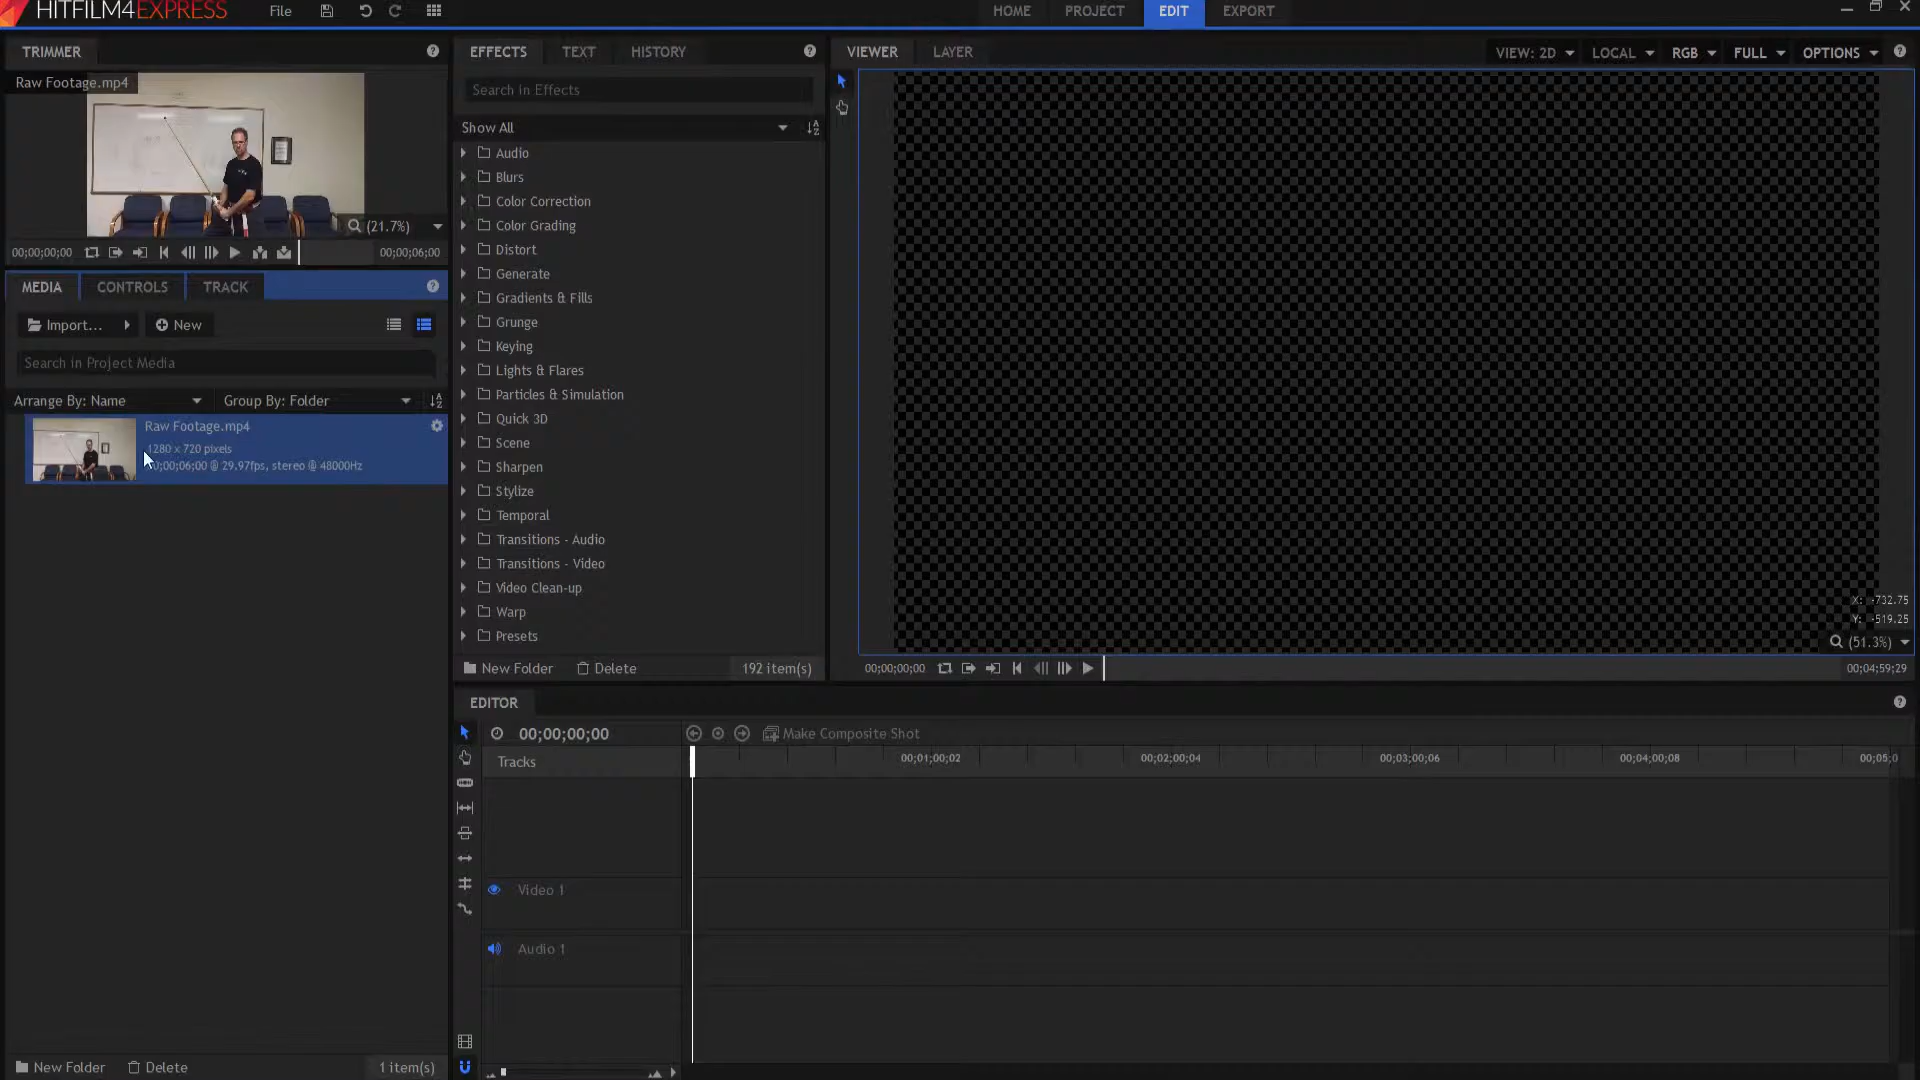 HITFILM4EXPRESS
File
HOME
PROJECT
EDIT
EXPORT
TRIMMER
Raw Footage.mp4
(21.7%)
00;00;00;00
00;00;06;00
MEDIA
CONTROLS
TRACK
Import...
New
Search in Project Media
Arrange By: Name
Group By: Folder
Raw Footage.mp4
1280 x 720 pixels
00;00;06;00 @ 29.97fps, stereo @ 48000Hz
New Folder
Delete
1 item(s)
EFFECTS
TEXT
HISTORY
Search in Effects
Show All
Audio
Blurs
Color Correction
Color Grading
Distort
Generate
Gradients & Fills
Grunge
Keying
Lights & Flares
Particles & Simulation
Quick 3D
Scene
Sharpen
Stylize
Temporal
Transitions - Audio
Transitions - Video
Video Clean-up
Warp
Presets
New Folder
Delete
192 item(s)
VIEWER
LAYER
VIEW: 2D
LOCAL
RGB
FULL
OPTIONS
X: -732.75
Y: -519.25
(51.3%)
00;00;00;00
00;04;59;29
EDITOR
00;00;00;00
Make Composite Shot
Tracks
00;01;00;02
00;02;00;04
00;03;00;06
00;04;00;08
00;05;0
Video 1
Audio 1